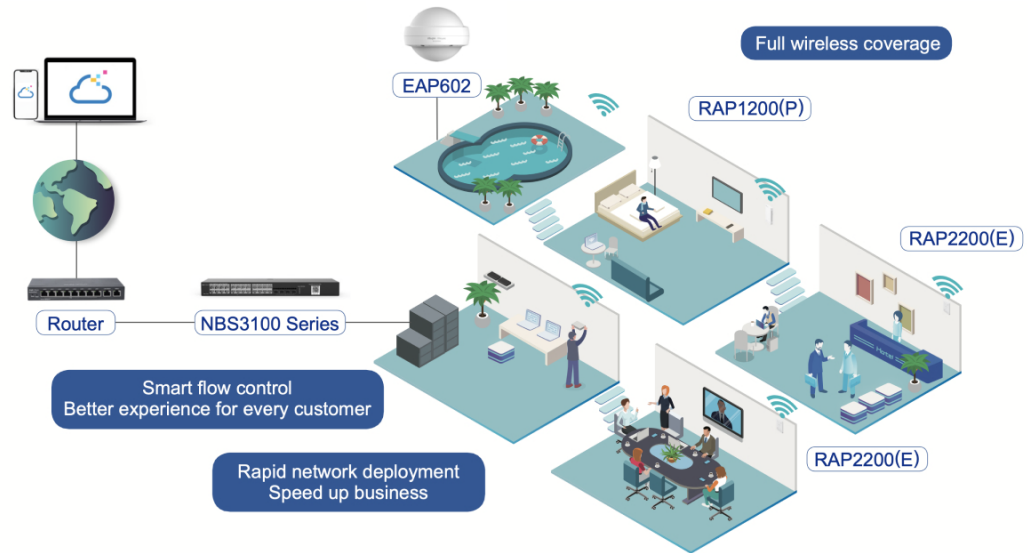 Full wireless coverage
EAP602
RAP1200(P)
RAP2200(E)
Router
NBS3100 Series
Smart flow control
Better experience for every customer
RAP2200(E)
Rapid network deployment
Speed up business